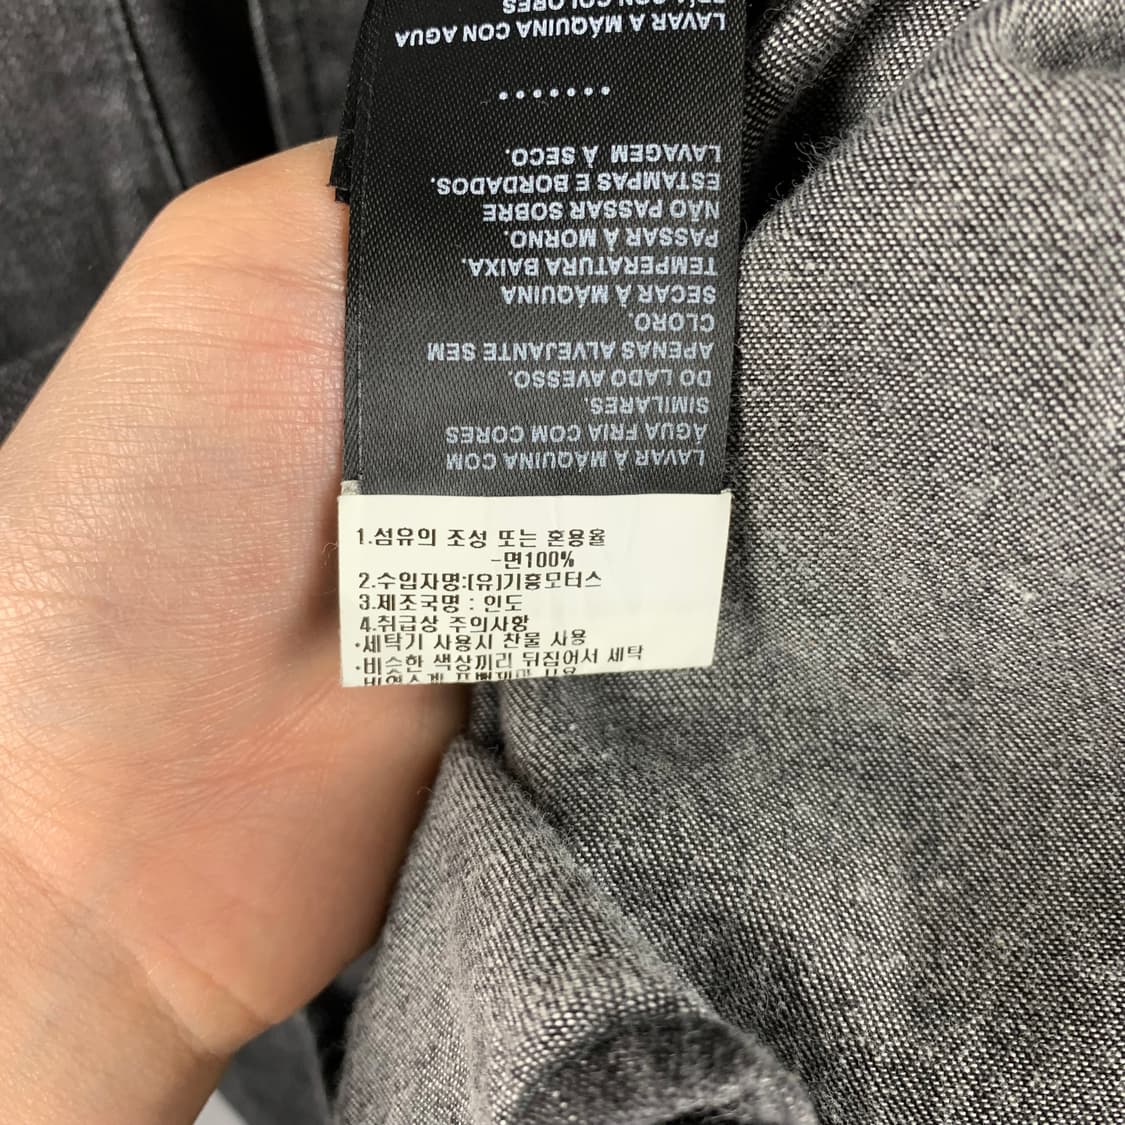 LAVAR À MÁQUINA COM
ÁGUA FRIA COM CORES
SIMILARES.
DO LADO AVESSO.
APENAS ALVEJANTE SEM
CLORO.
SECAR À MÁQUINA
TEMPERATURA BAIXA.
PASSAR À MORNO.
NÃO PASSAR SOBRE
ESTAMPAS E BORDADOS.
LAVAGEM À SECO.
•••••••
LAVAR A MÁQUINA CON AGUA
FRÍA CON COLORES
1.섬유의 조성 또는 혼용율
-면100%
2.수입자명:(유)기흥모터스
3.제조국명 : 인도
4.취급상 주의사항
·세탁기 사용시 찬물 사용
·비슷한 색상끼리 뒤집어서 세탁